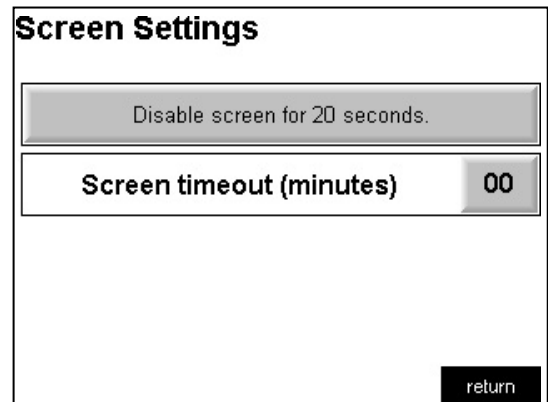 Screen Settings
Disable screen for 20 seconds.
Screen timeout (minutes) 00
return